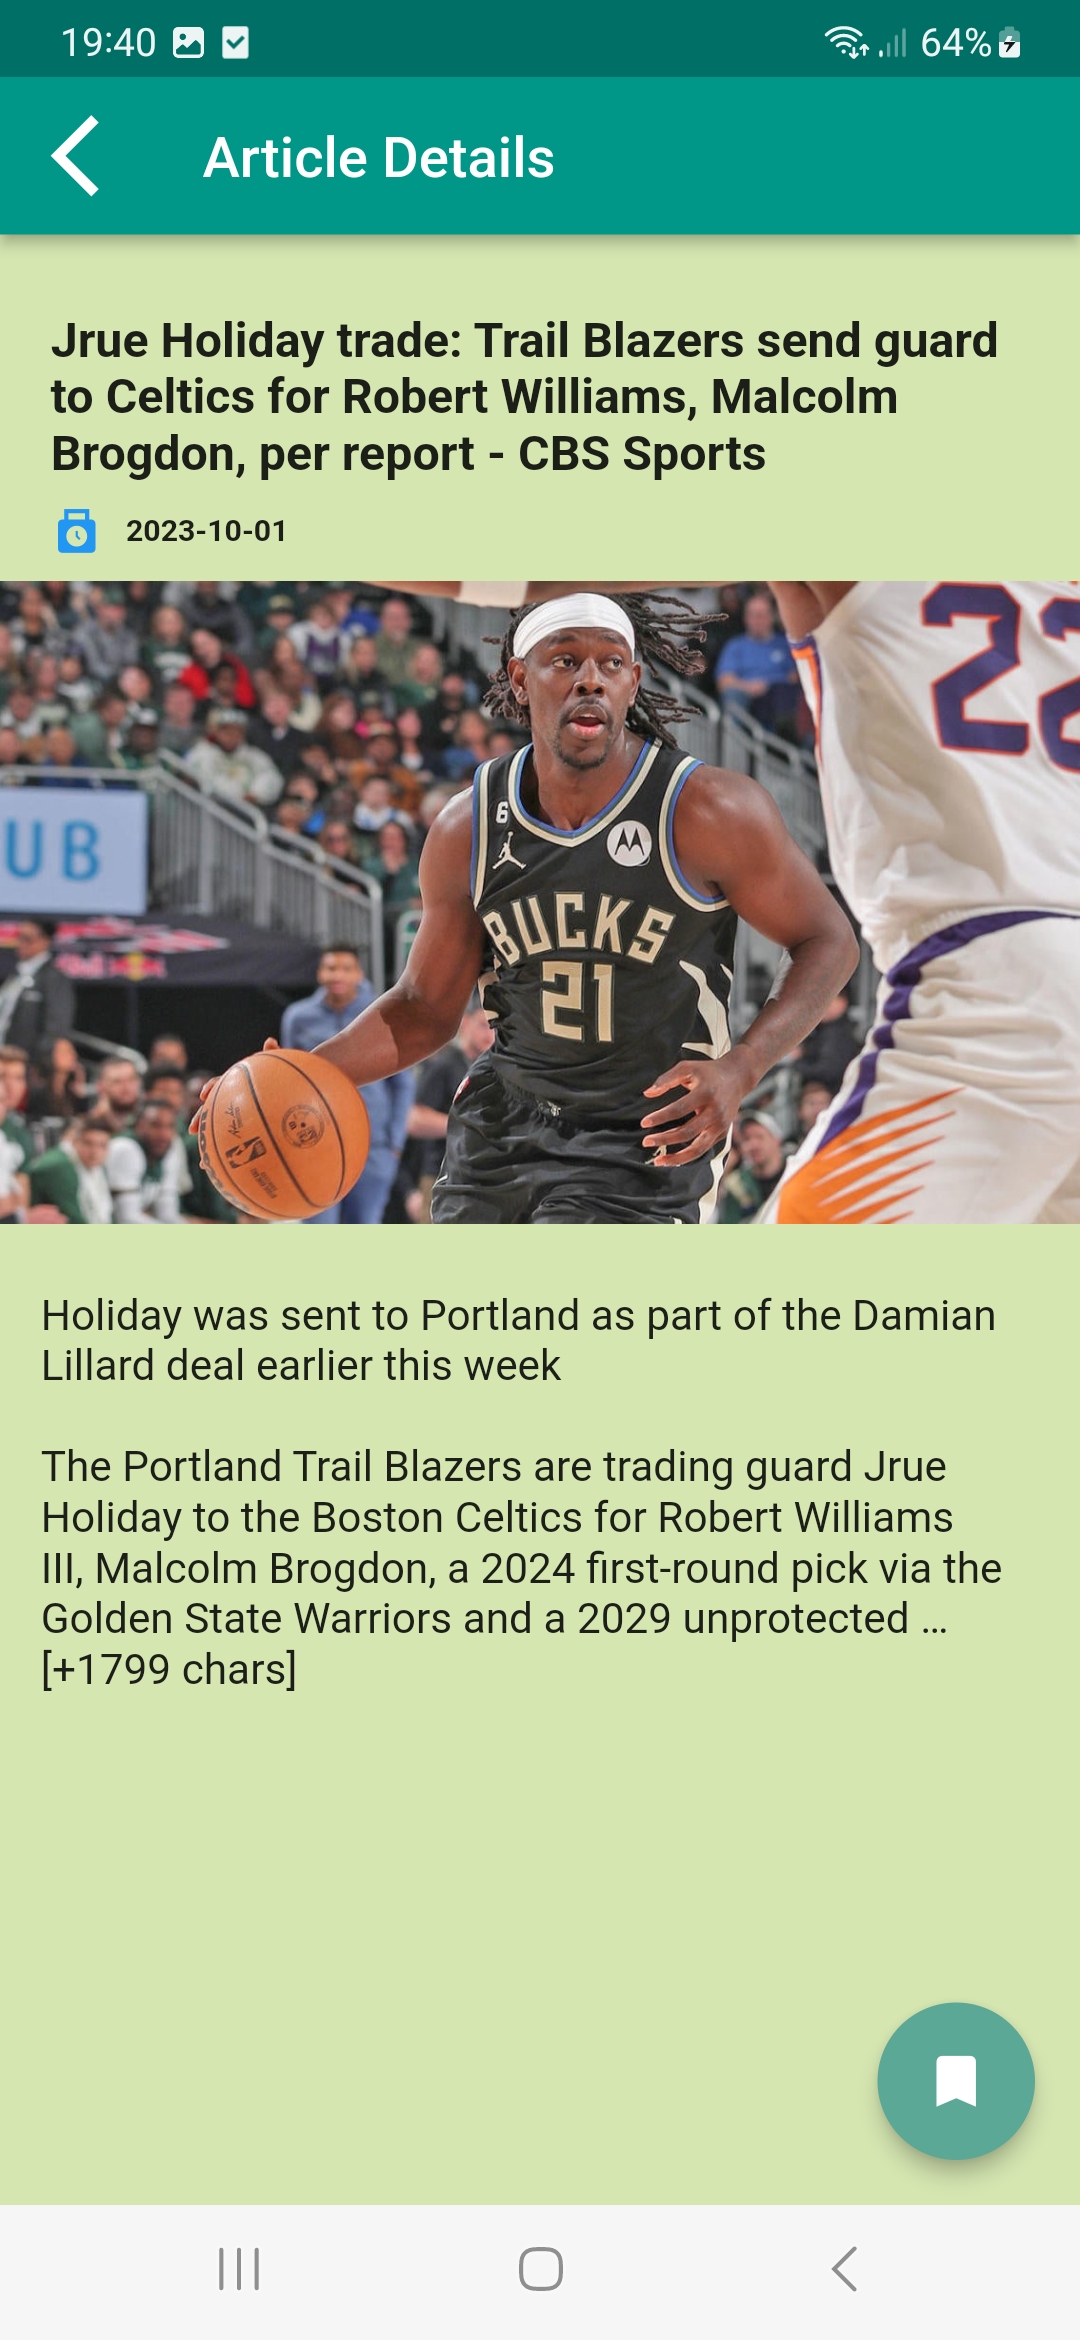 19:40
64%
Article Details
Jrue Holiday trade: Trail Blazers send guard
to Celtics for Robert Williams, Malcolm
Brogdon, per report - CBS Sports
2023-10-01
22
6
UB
BUCKS
21
Holiday was sent to Portland as part of the Damian
Lillard deal earlier this week
The Portland Trail Blazers are trading guard Jrue
Holiday to the Boston Celtics for Robert Williams
III, Malcolm Brogdon, a 2024 first-round pick via the
Golden State Warriors and a 2029 unprotected …
[+1799 chars]